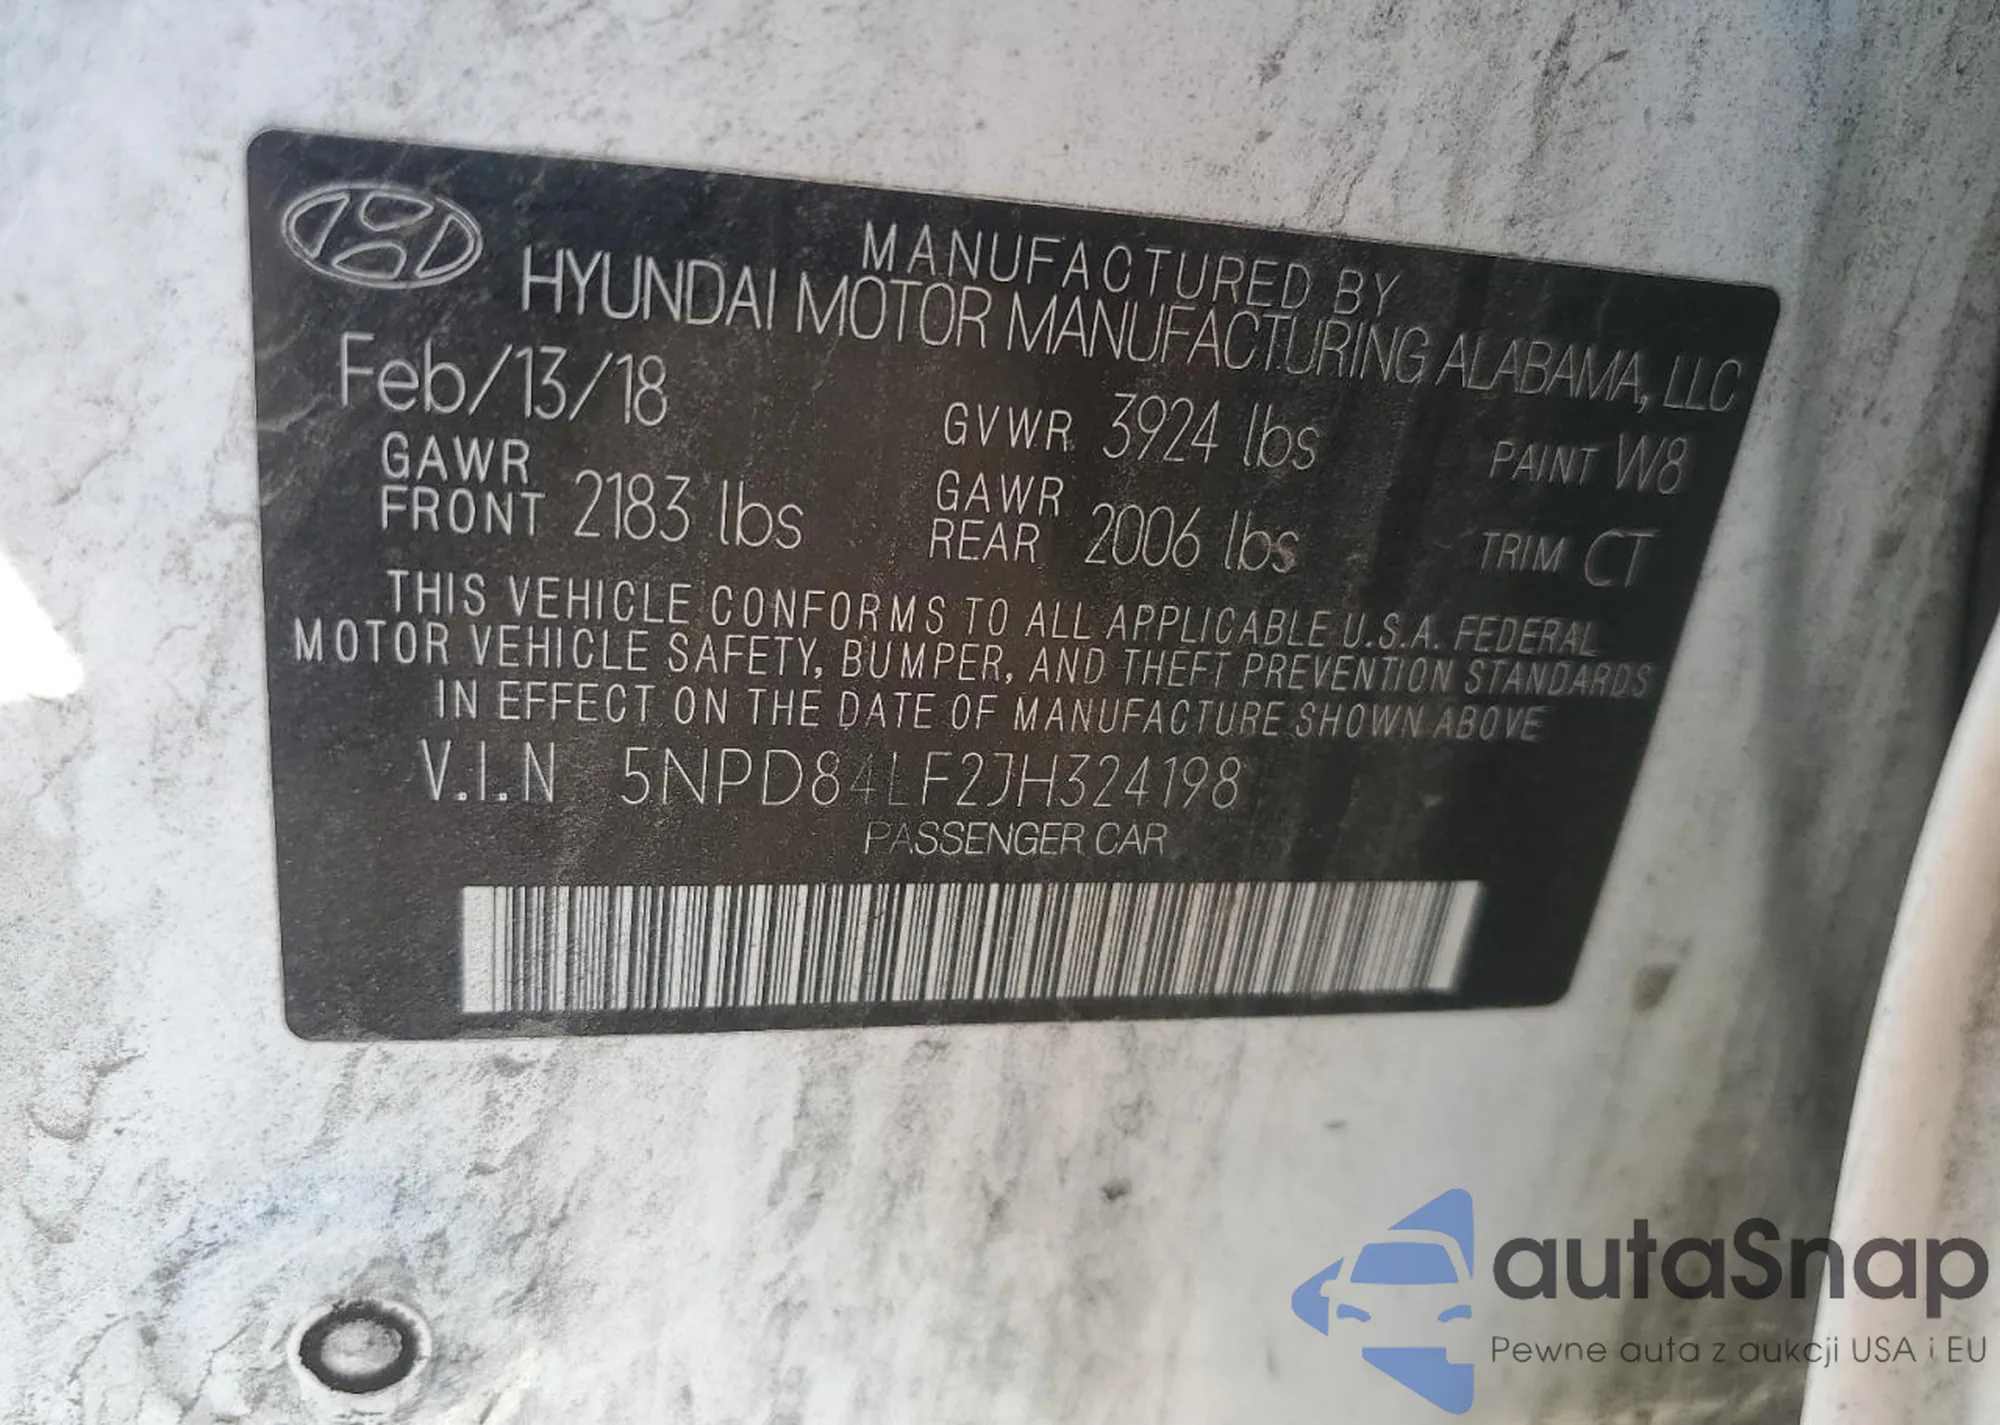 MANUFACTURED BY
HYUNDAI MOTOR MANUFACTURING ALABAMA, LLC
Feb/13/18 GVWR 3924 lbs PAINT W8
GAWR FRONT 2183 lbs GAWR REAR 2006 lbs TRIM CT
THIS VEHICLE CONFORMS TO ALL APPLICABLE U.S.A. FEDERAL
MOTOR VEHICLE SAFETY, BUMPER, AND THEFT PREVENTION STANDARDS
IN EFFECT ON THE DATE OF MANUFACTURE SHOWN ABOVE
V.I.N 5NPD84LF2JH324198
PASSENGER CAR
autaSnap
Pewne auta z aukcji USA i EU